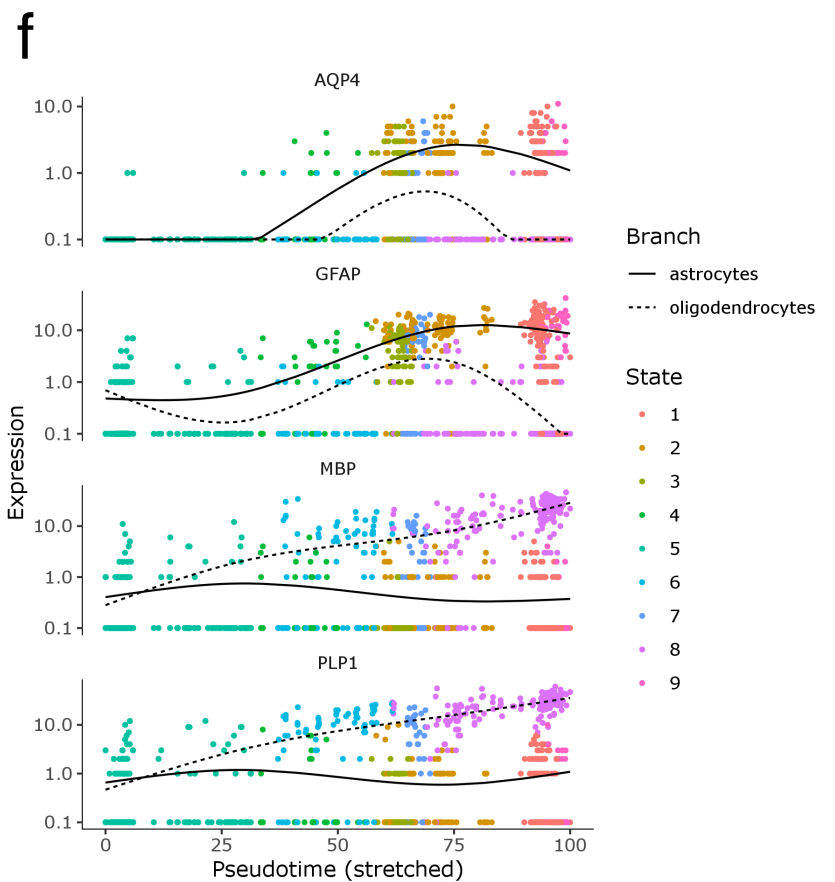 f
AQP4
10.0
1.0
0.1
GFAP
10.0
1.0
0.1
MBP
10.0
1.0
0.1
PLP1
10.0
1.0
0.1
0 25 50 75 100
Pseudotime (stretched)
Expression
Branch
astrocytes
oligodendrocytes
State
1
2
3
4
5
6
7
8
9